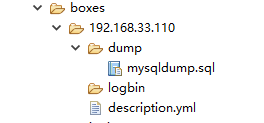 boxes
192.168.33.110
dump
mysqldump.sql
logbin
description.yml